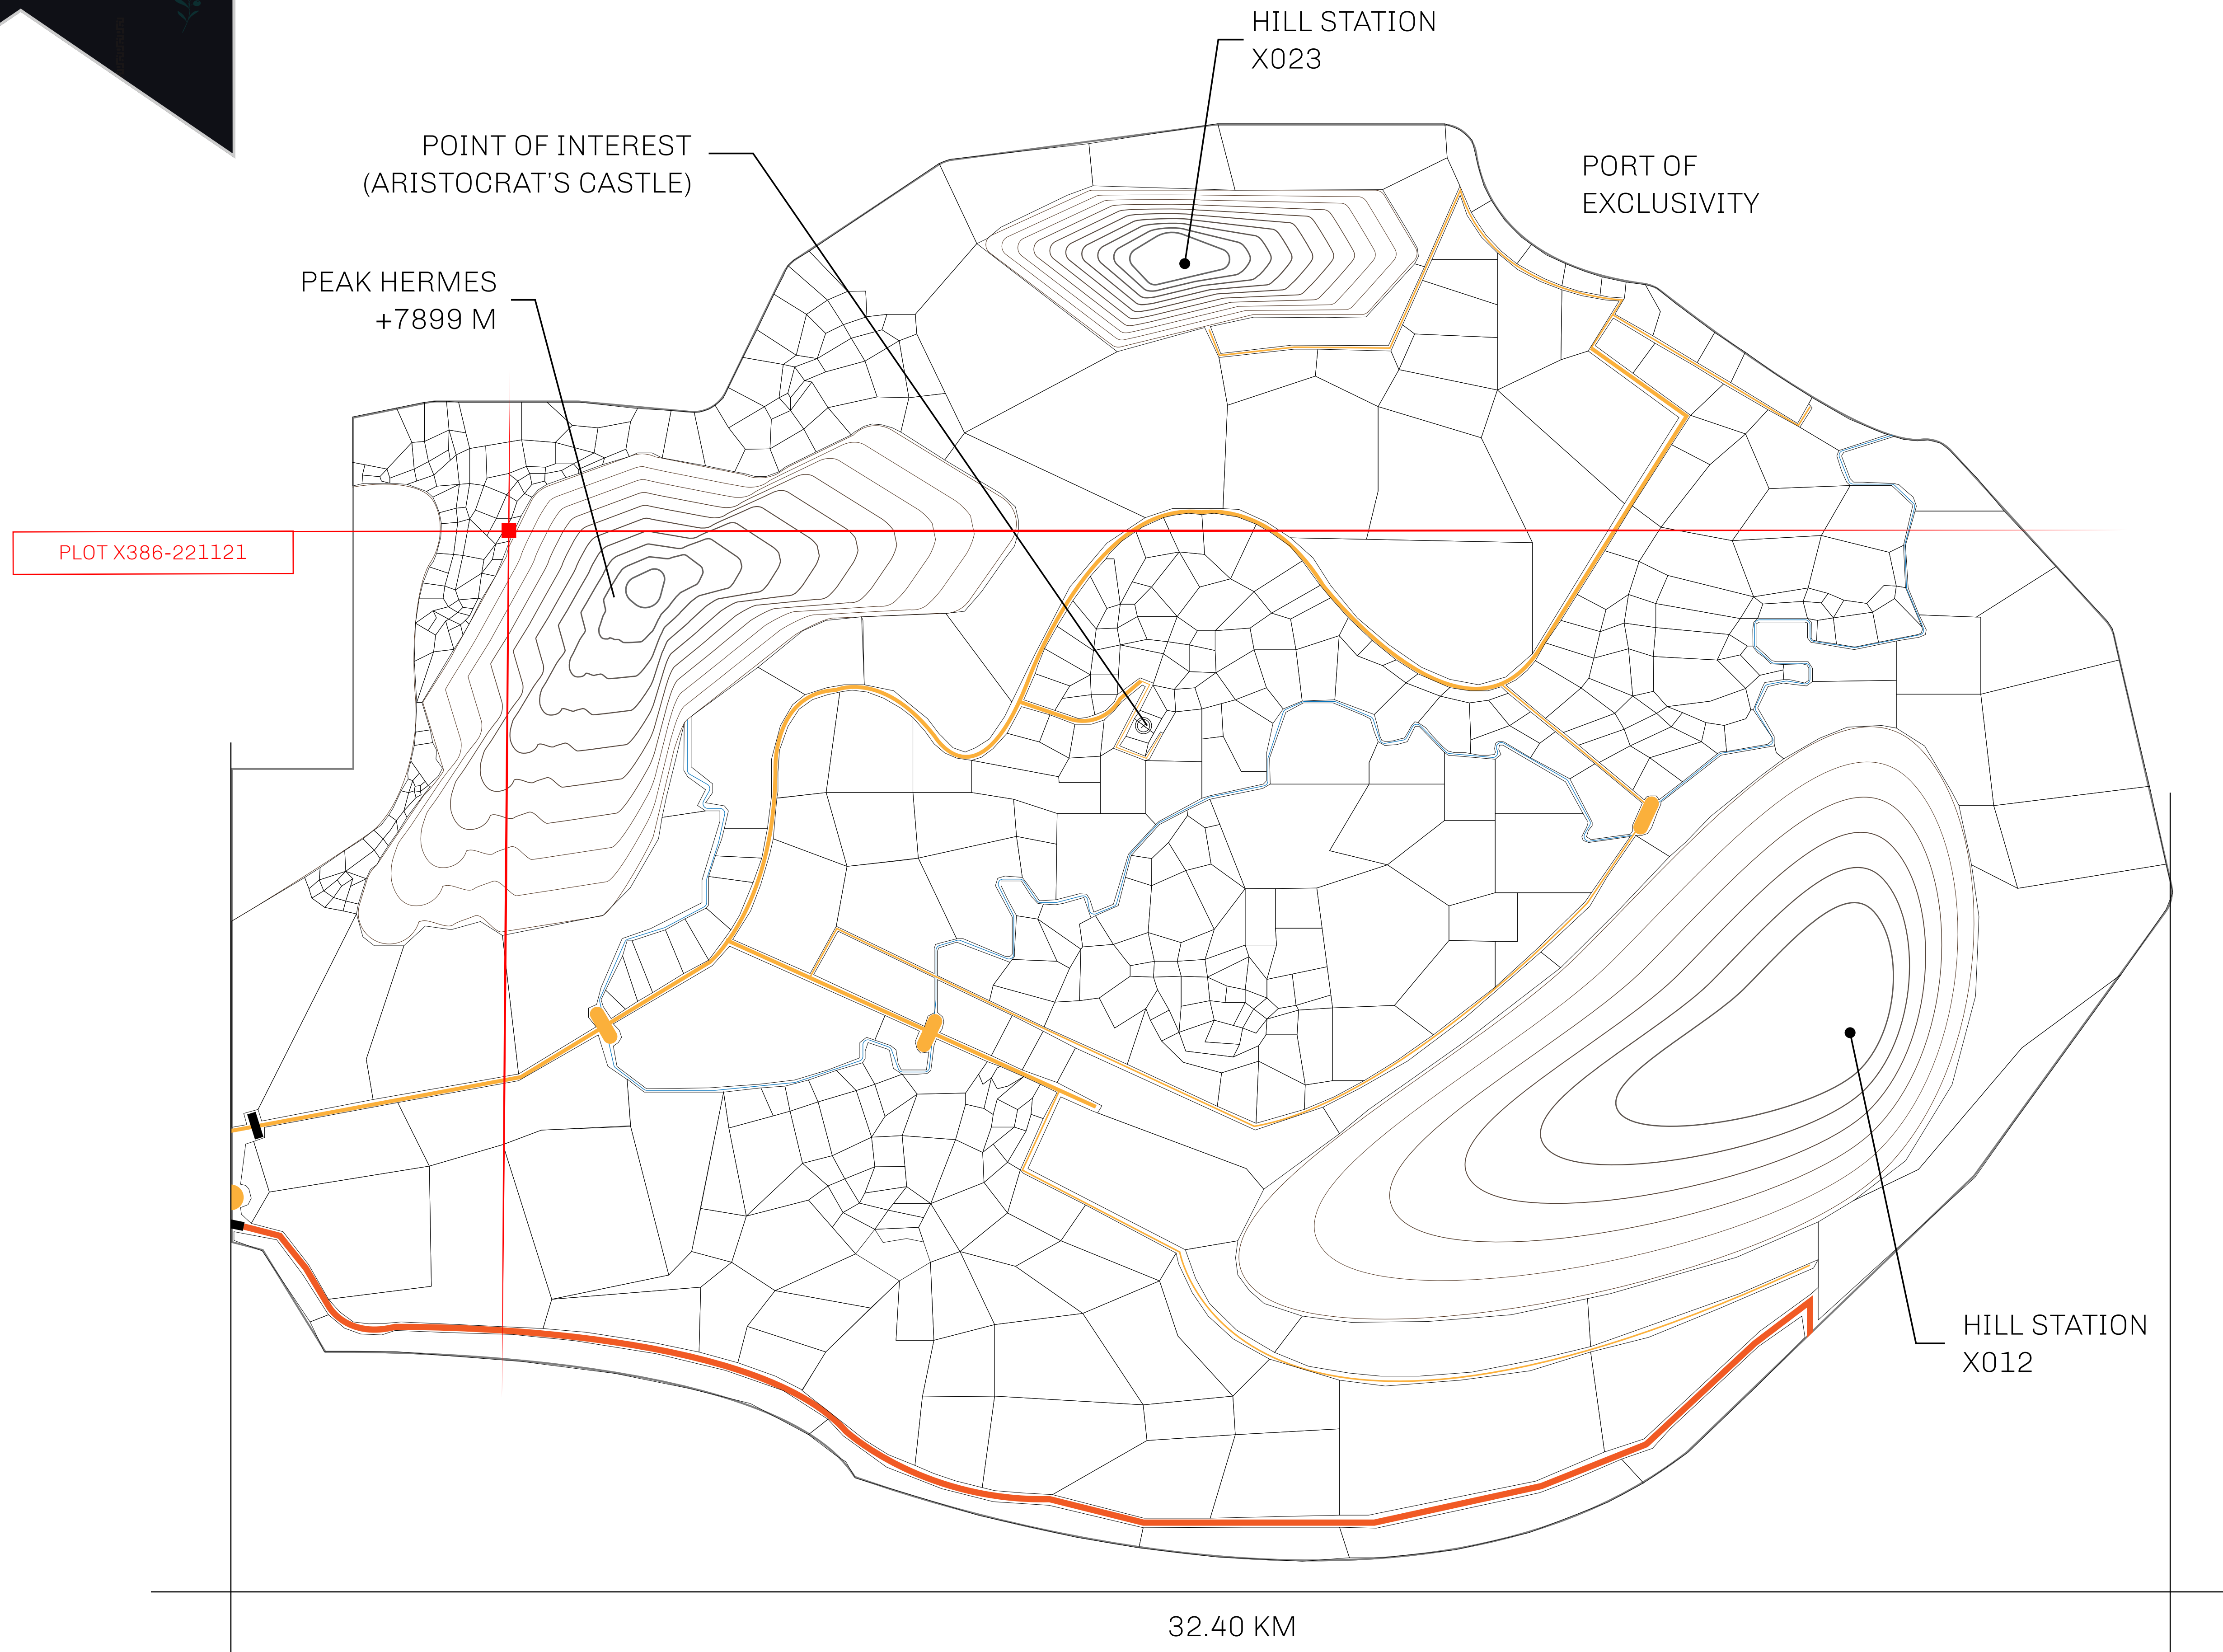 HILL STATION
X023
POINT OF INTEREST
(ARISTOCRAT'S CASTLE)
PORT OF
EXCLUSIVITY
PEAK HERMES
+7899 M
PLOT X386-221121
HILL STATION
X012
32.40 KM